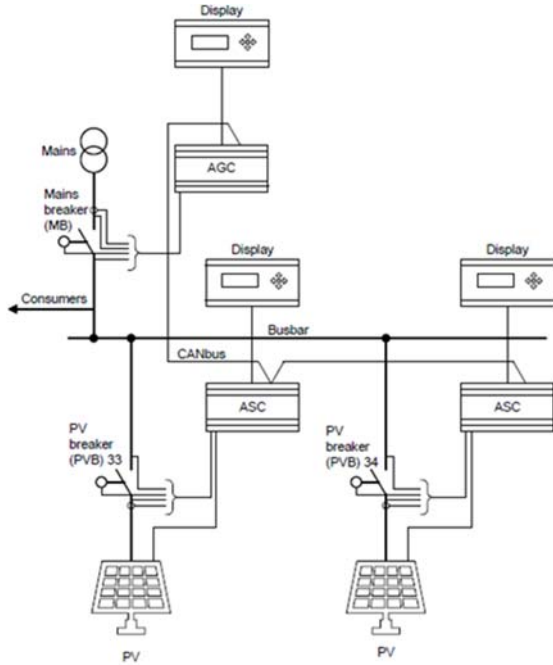 Display
AGC
Mains
Mains
breaker
(MB)
Display
Display
Consumers
Busbar
CANbus
ASC
ASC
PV
breaker
(PVB) 33
PV
breaker
(PVB) 34
PV
PV